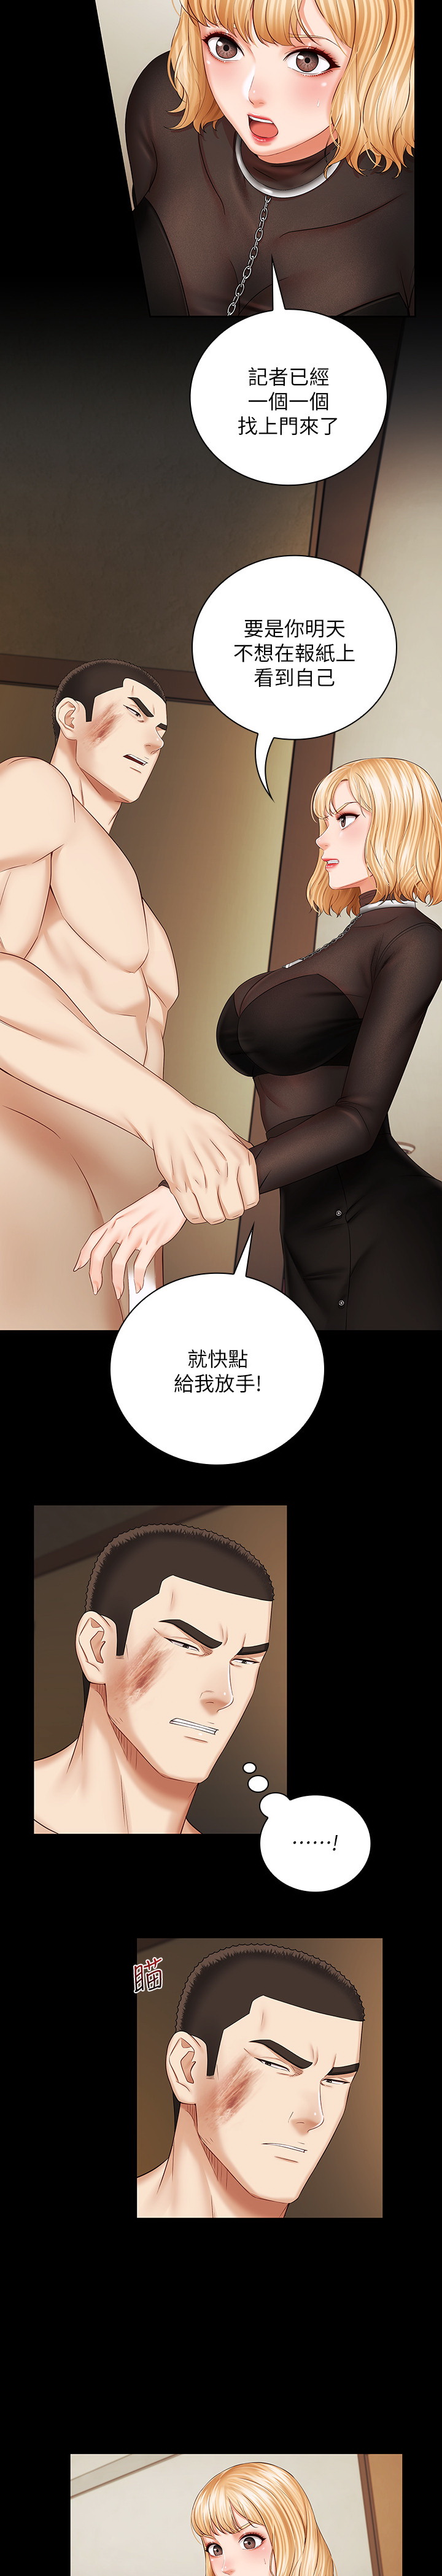 記者已經
一個一個
找上門來了
要是你明天
不想在報紙上
看到自己
就快點
給我放手!
……!
瞄